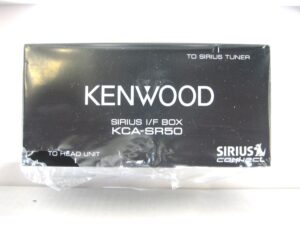 TO SIRIUS TUNER
KENWOOD
SIRIUS I/F BOX
KCA-SR50
TO HEAD UNIT
SIRIUS
CONNECT